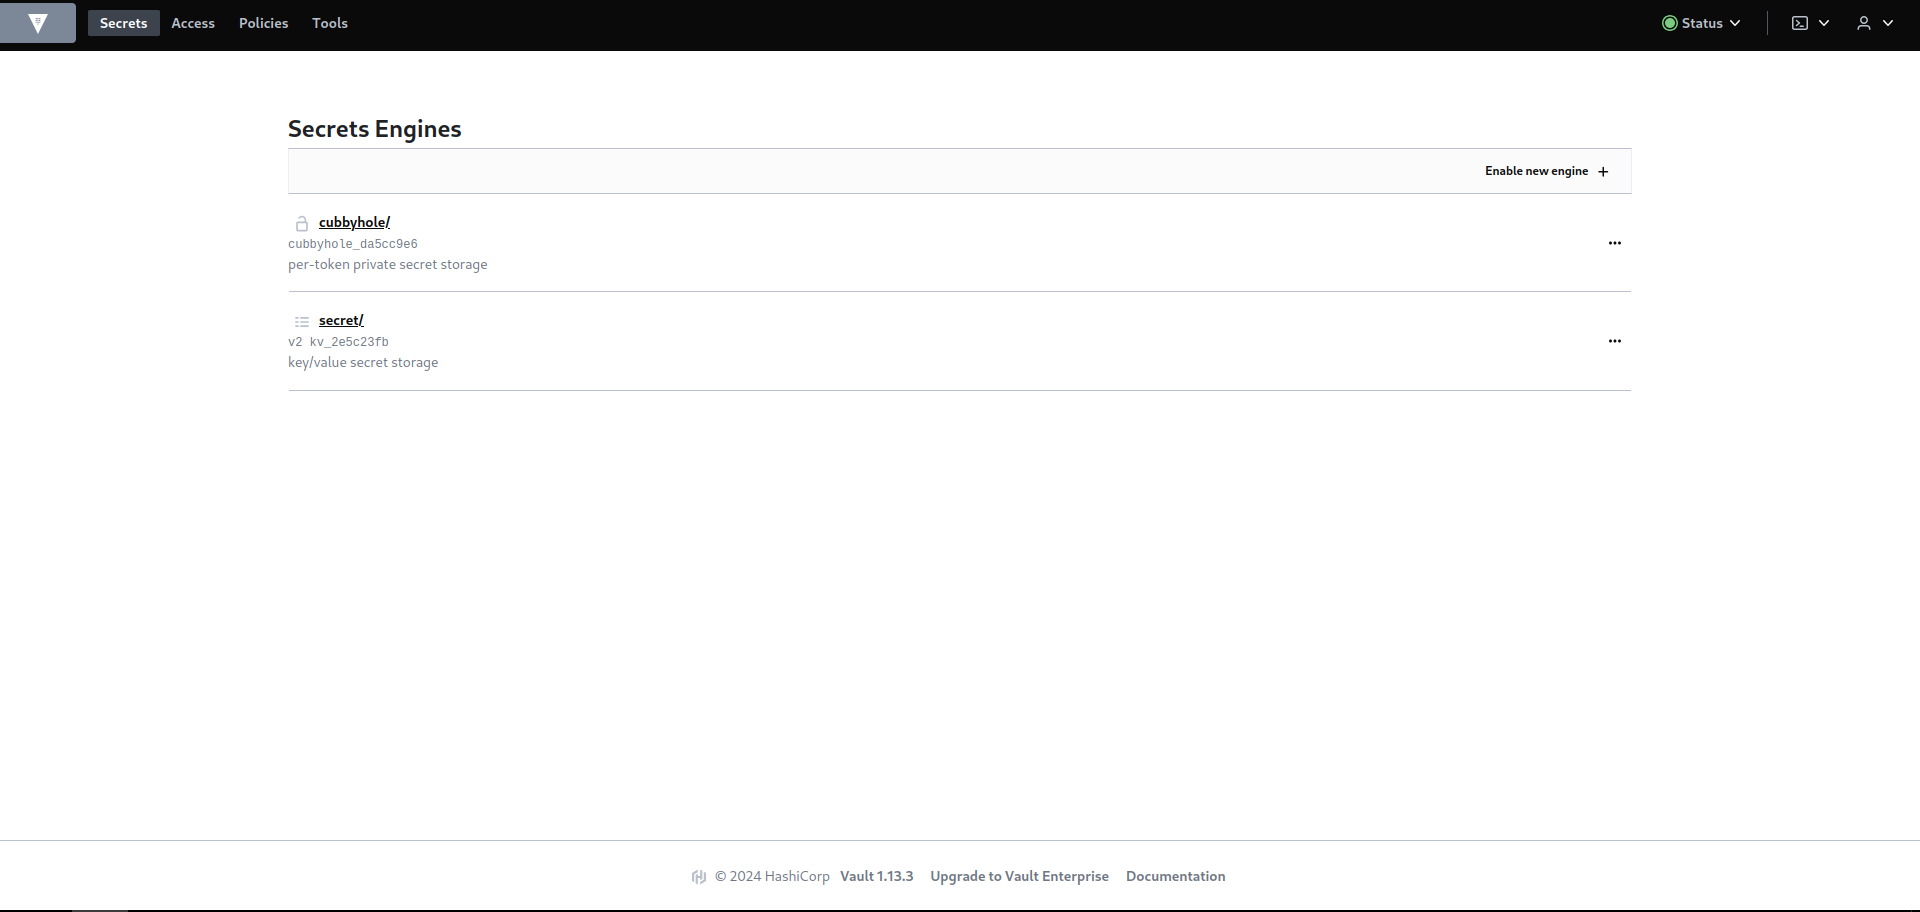 Secrets Access Policies Tools Status
Secrets Engines
Enable new engine
cubbyhole/
cubbyhole_da5cc9e6
per-token private secret storage
secret/
v2 kv_2e5c23fb
key/value secret storage
© 2024 HashiCorp Vault 1.13.3 Upgrade to Vault Enterprise Documentation